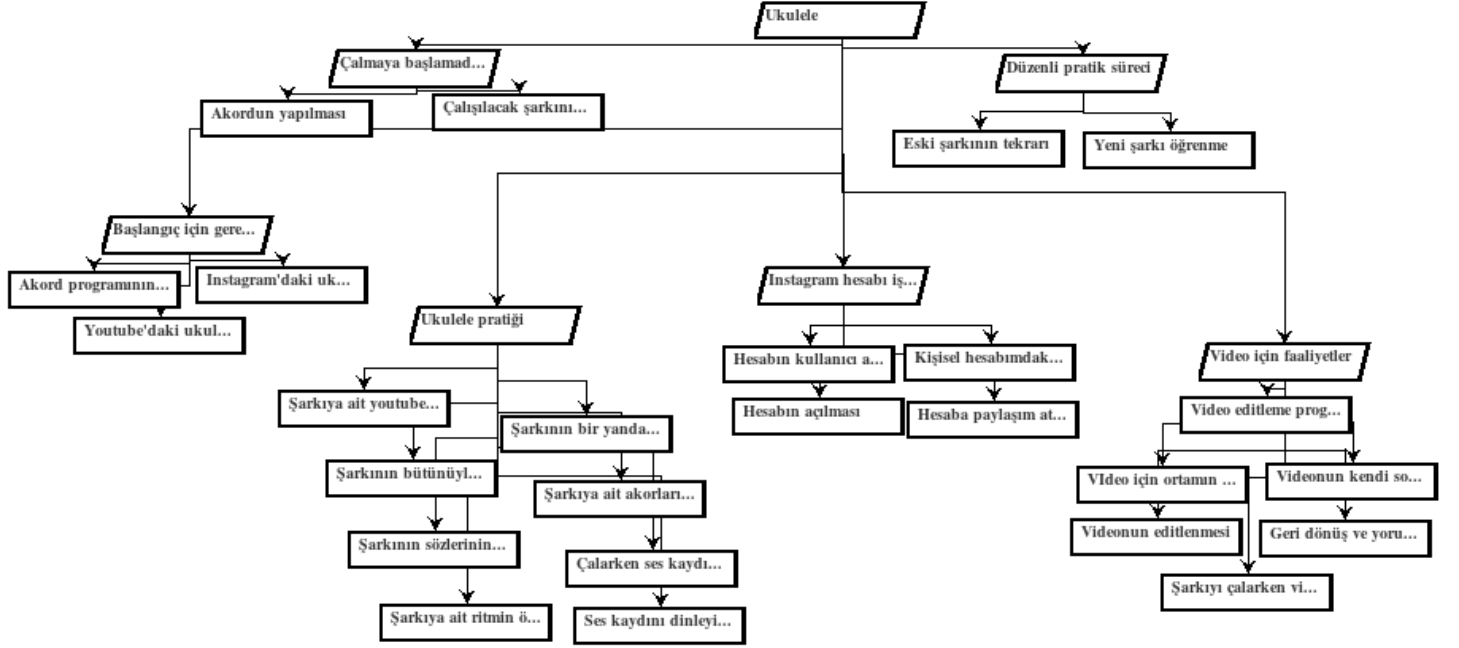 Ukulele
Çalmaya başlamad...
Düzenli pratik süreci
Akordun yapılması
Çalışılacak şarkını...
Eski şarkının tekrarı
Yeni şarkı öğrenme
Başlangıç için gere...
Akord programının...
Instagram'daki uk...
Youtube'daki ukul...
Instagram hesabı iş...
Ukulele pratiği
Hesabın kullanıcı a...
Kişisel hesabımdak...
Video için faaliyetler
Şarkıya ait youtube...
Hesabın açılması
Hesaba paylaşım at...
Video editleme prog...
Şarkının bir yanda...
Şarkının bütünüyl...
Şarkıya ait akorları...
VIdeo için ortamın ...
Videonun kendi so...
Şarkının sözlerinin...
Videonun editlenmesi
Geri dönüş ve yoru...
Çalarken ses kaydı...
Şarkıyı çalarken vi...
Şarkıya ait ritmin ö...
Ses kaydını dinleyi...